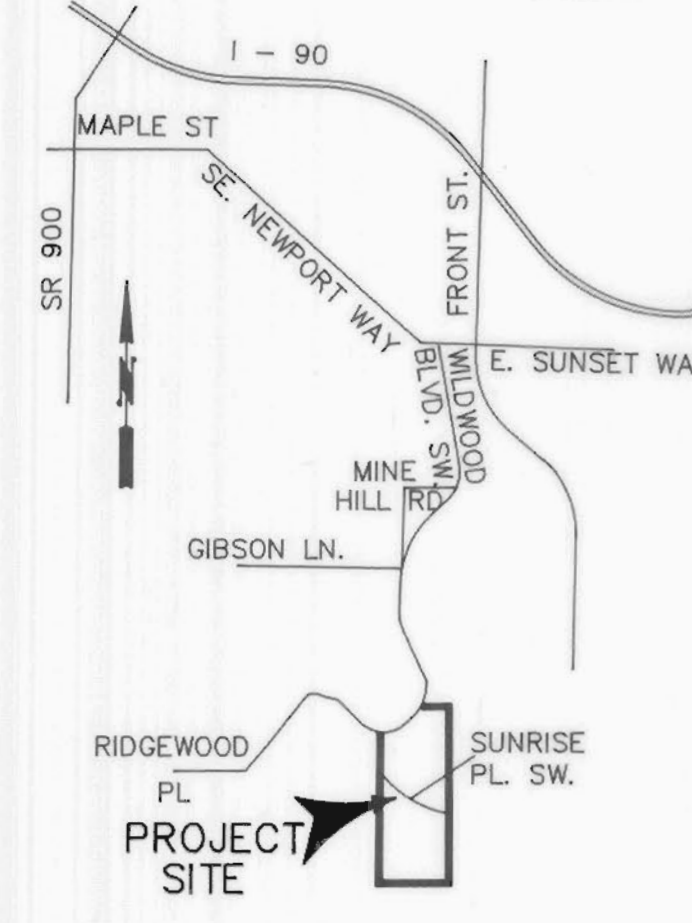 I - 90
MAPLE ST
SE. NEWPORT WAY
SR 900
FRONT ST.
E. SUNSET WA
WILDWOOD
BLVD. SW.
N
MINE
HILL RD
GIBSON LN.
RIDGEWOOD
PL
SUNRISE
PL. SW.
PROJECT
SITE